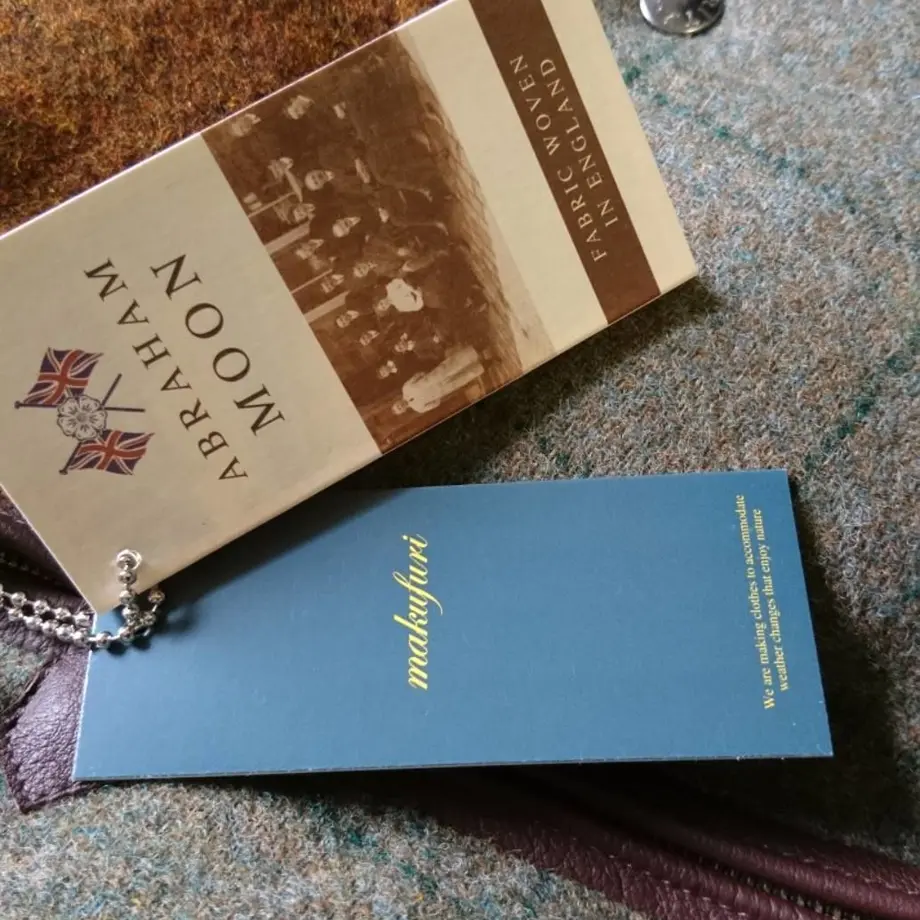 ABRAHAM
MOON
FABRIC WOVEN
IN ENGLAND
makufuri
We are making clothes to accommodate
weather changes that enjoy nature